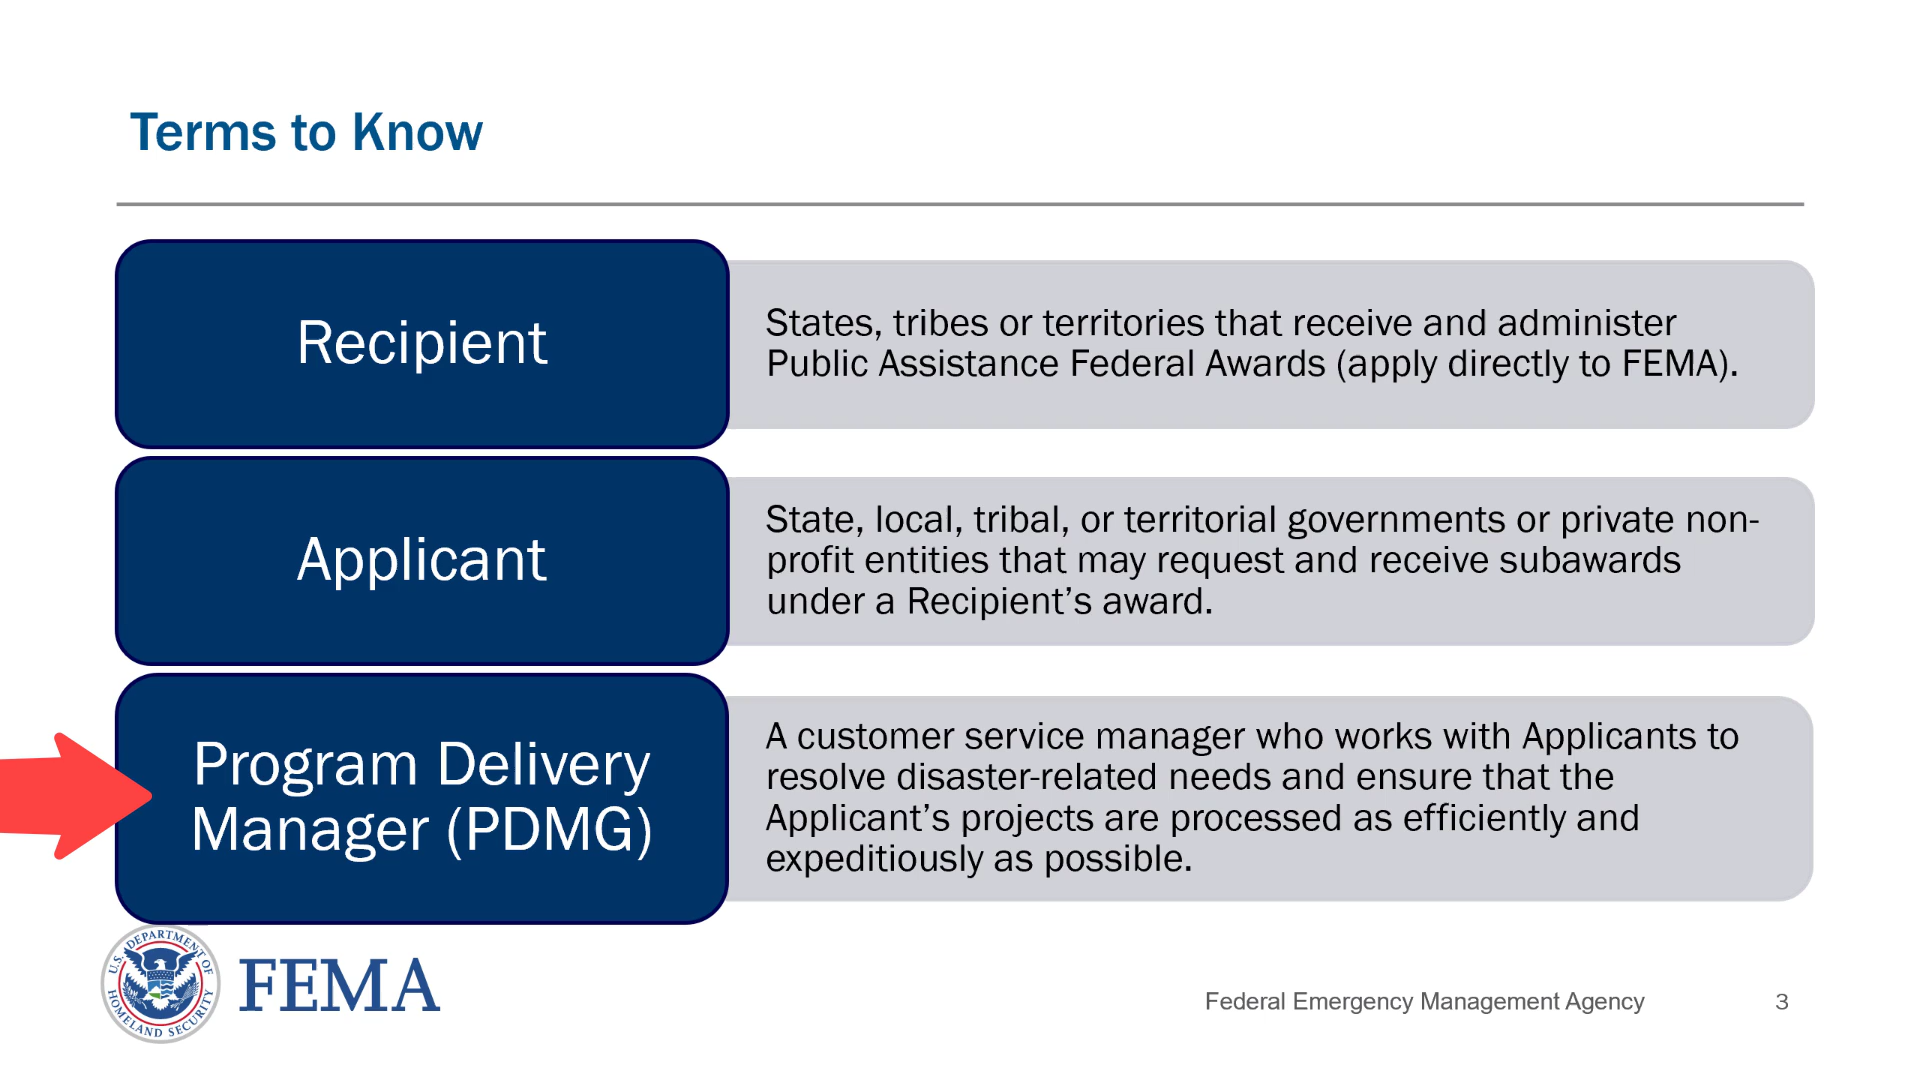 Terms to Know
Recipient
States, tribes or territories that receive and administer
Public Assistance Federal Awards (apply directly to FEMA).
Applicant
State, local, tribal, or territorial governments or private non-
profit entities that may request and receive subawards
under a Recipient’s award.
Program Delivery
Manager (PDMG)
A customer service manager who works with Applicants to
resolve disaster-related needs and ensure that the
Applicant’s projects are processed as efficiently and
expeditiously as possible.
U.S. DEPARTMENT OF
HOMELAND SECURITY
FEMA
Federal Emergency Management Agency
3